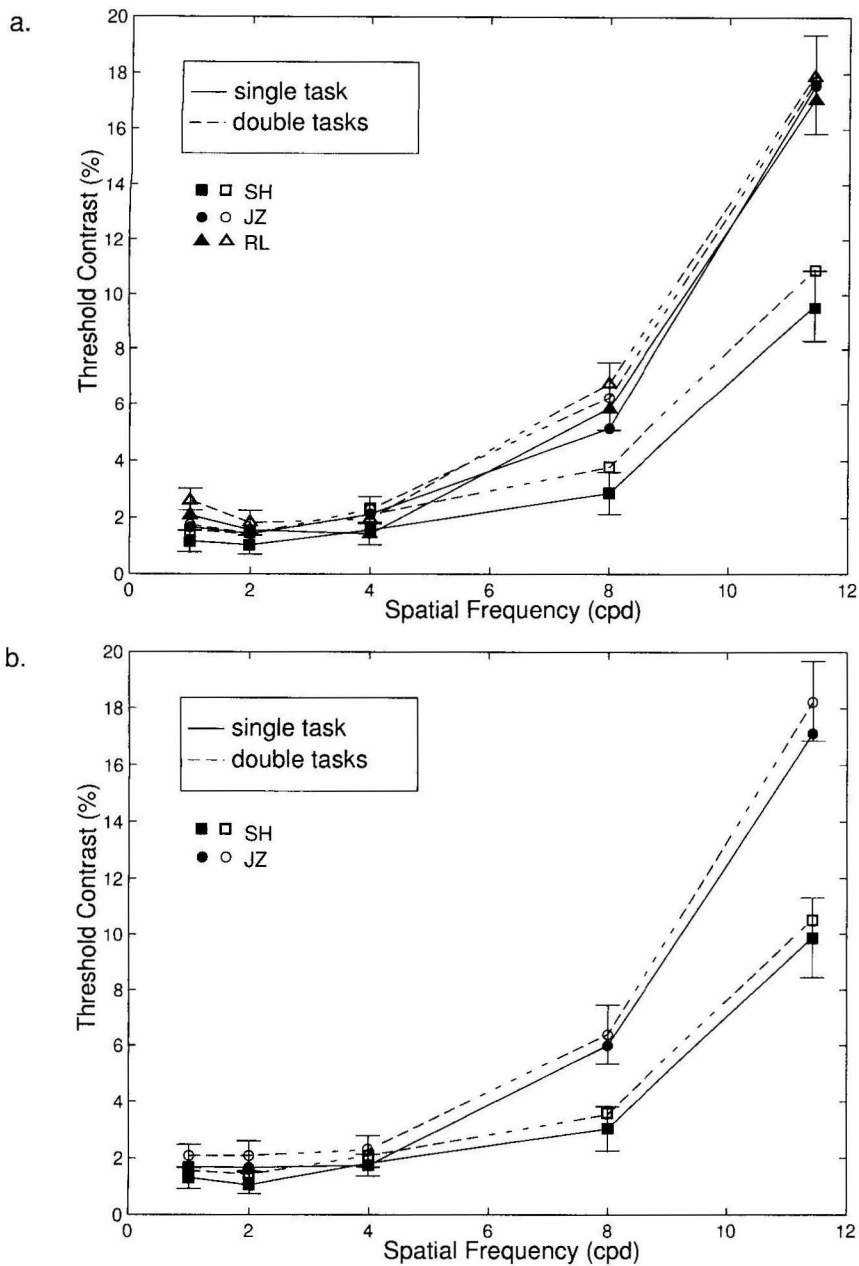 a.
20
18
16
14
12
10
8
6
4
2
0
Threshold Contrast (%)
single task
double tasks
SH
JZ
RL
0 2 4 6 8 10 12
Spatial Frequency (cpd)
b.
20
18
16
14
12
10
8
6
4
2
0
Threshold Contrast (%)
single task
double tasks
SH
JZ
0 2 4 6 8 10 12
Spatial Frequency (cpd)